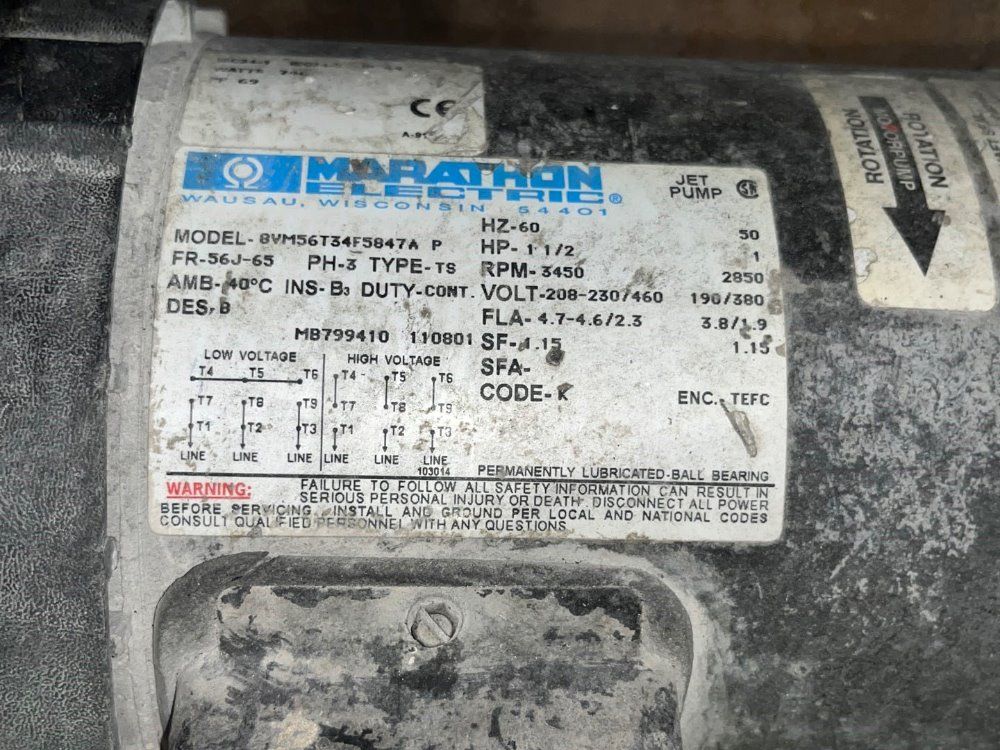 WATTS
69
CE
MARATHON
ELECTRIC®
WAUSAU, WISCONSIN 54401
JET
PUMP
MODEL- 8VM56T34F5847A P
FR-56J-65 PH-3 TYPE-TS
AMB-40°C INS-B3 DUTY-CONT.
DES, B
MB799410 110801
HZ-60 50
HP- 1 1/2 1
RPM-3450 2850
VOLT-208-230/460 190/380
FLA- 4.7-4.6/2.3 3.8/1.9
SF-1.15 1.15
SFA-
CODE-K ENC.-TEFC
LOW VOLTAGE HIGH VOLTAGE
T4 T5 T6 T4 T5 T6
T7 T8 T9 T7 T8 T9
T1 T2 T3 T1 T2 T3
LINE LINE LINE LINE LINE LINE
103014 PERMANENTLY LUBRICATED-BALL BEARING
WARNING: FAILURE TO FOLLOW ALL SAFETY INFORMATION CAN RESULT IN
SERIOUS PERSONAL INJURY OR DEATH. DISCONNECT ALL POWER
BEFORE SERVICING. INSTALL AND GROUND PER LOCAL AND NATIONAL CODES
CONSULT QUALIFIED PERSONNEL WITH ANY QUESTIONS.
ROTATION
ROTATION